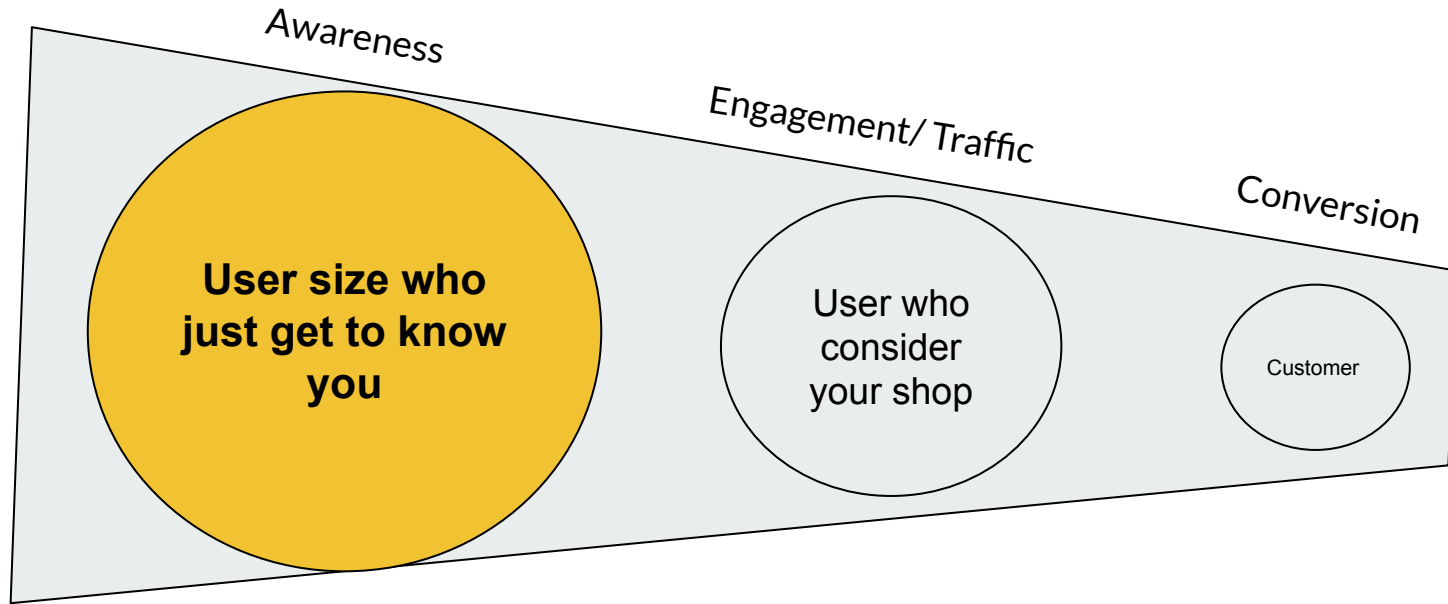 Awareness
Engagement/ Traffic
Conversion
User size who
just get to know
you
User who
consider
your shop
Customer